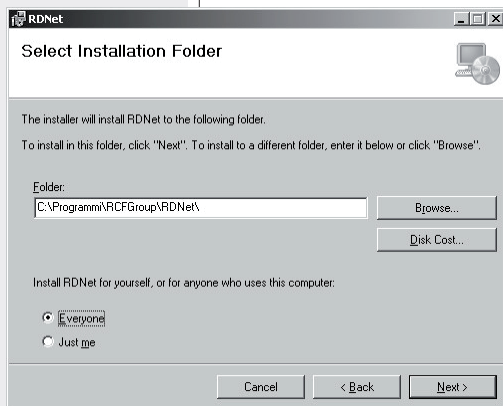 RDNet
Select Installation Folder
The installer will install RDNet to the following folder.
To install in this folder, click "Next". To install to a different folder, enter it below or click "Browse".
Folder:
C:\Programmi\RCFGroup\RDNet\
Browse...
Disk Cost...
Install RDNet for yourself, or for anyone who uses this computer:
Everyone
Just me
Cancel
< Back
Next >